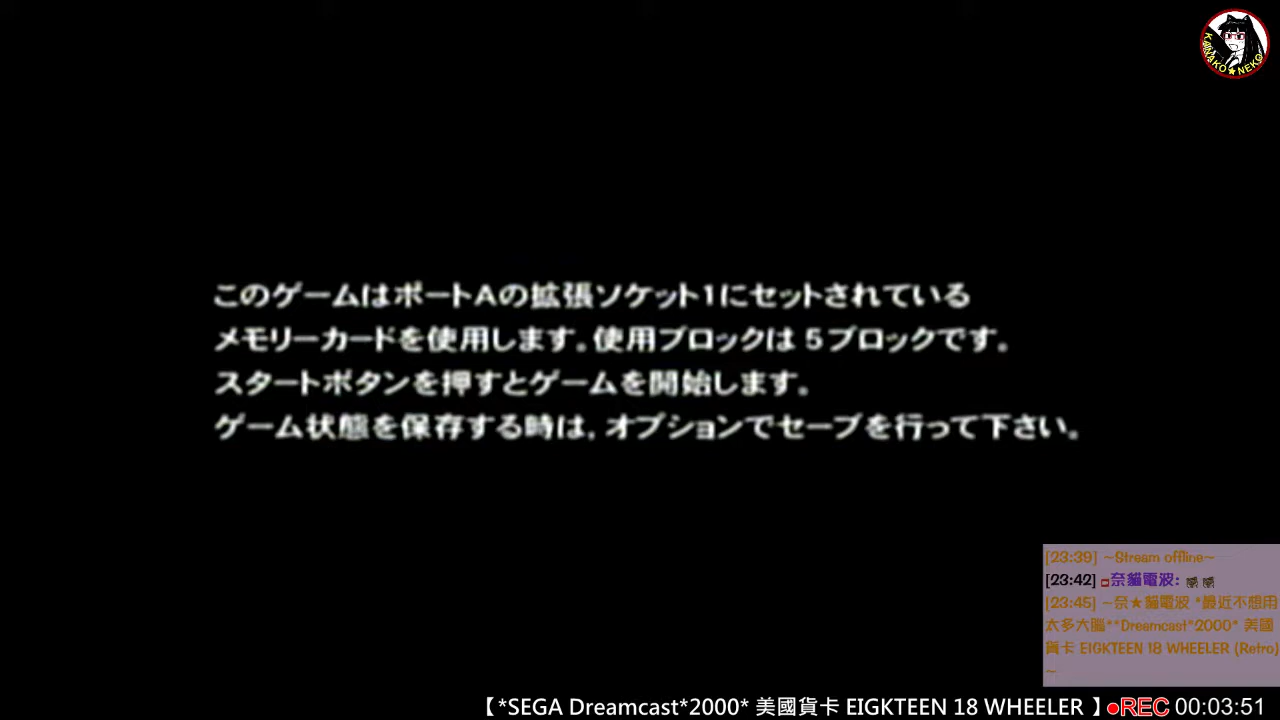 KANAKO★NEKO
このゲームはポートAの拡張ソケット1にセットされている
メモリーカードを使用します。使用ブロックは 5ブロックです。
スタートボタンを押すとゲームを開始します。
ゲーム状態を保存する時は, オプションでセーブを行って下さい。
[23:39] ~Stream offline~
[23:42] 奈貓電波:
[23:45] ~奈★貓電波 *最近不想用
太多大腦**Dreamcast*2000* 美國
貨卡 EIGKTEEN 18 WHEELER (Retro)
~
【*SEGA Dreamcast*2000* 美國貨卡 EIGKTEEN 18 WHEELER 】●REC 00:03:51